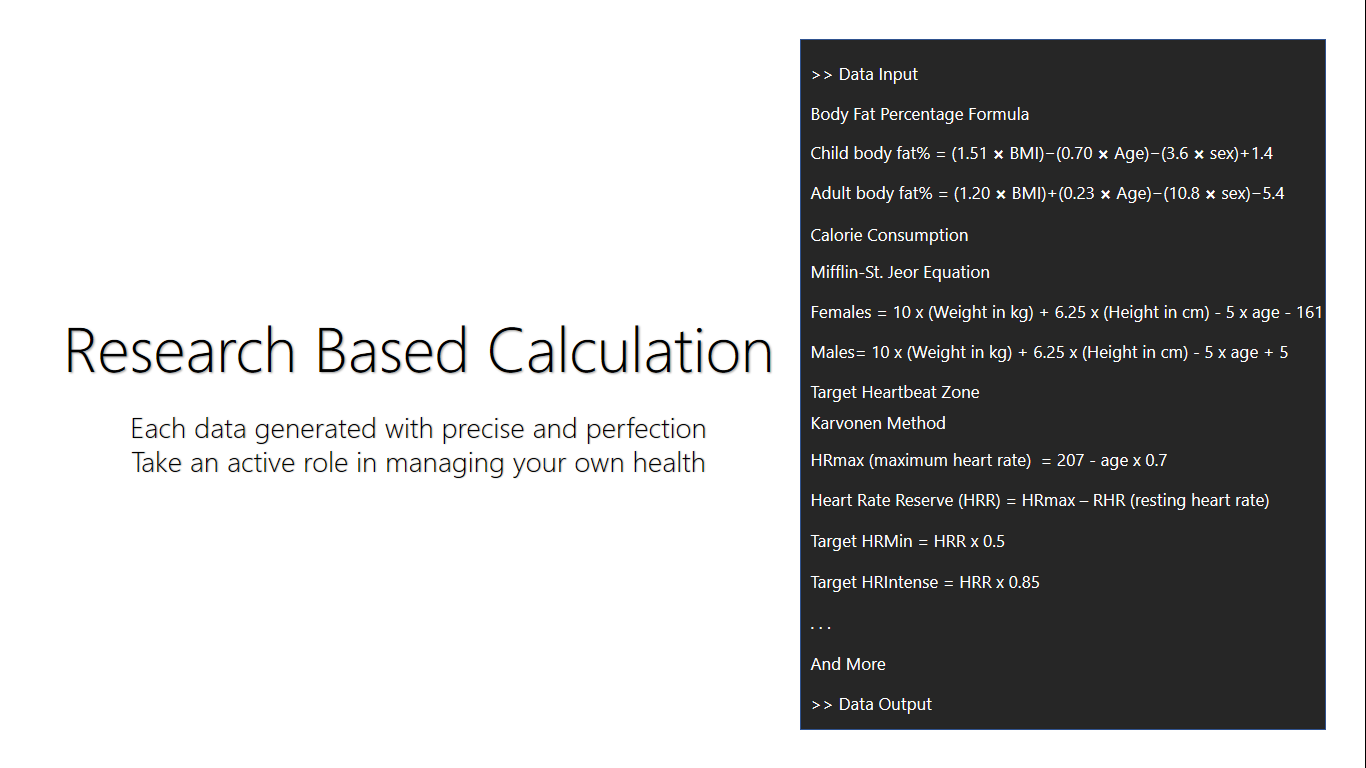 Research Based Calculation
Each data generated with precise and perfection
Take an active role in managing your own health
>> Data Input
Body Fat Percentage Formula
Child body fat% = (1.51 × BMI)−(0.70 × Age)−(3.6 × sex)+1.4
Adult body fat% = (1.20 × BMI)+(0.23 × Age)−(10.8 × sex)−5.4
Calorie Consumption
Mifflin-St. Jeor Equation
Females = 10 x (Weight in kg) + 6.25 x (Height in cm) - 5 x age - 161
Males= 10 x (Weight in kg) + 6.25 x (Height in cm) - 5 x age + 5
Target Heartbeat Zone
Karvonen Method
HRmax (maximum heart rate)  = 207 - age x 0.7
Heart Rate Reserve (HRR) = HRmax – RHR (resting heart rate)
Target HRMin = HRR x 0.5
Target HRIntense = HRR x 0.85
. . .
And More
>> Data Output